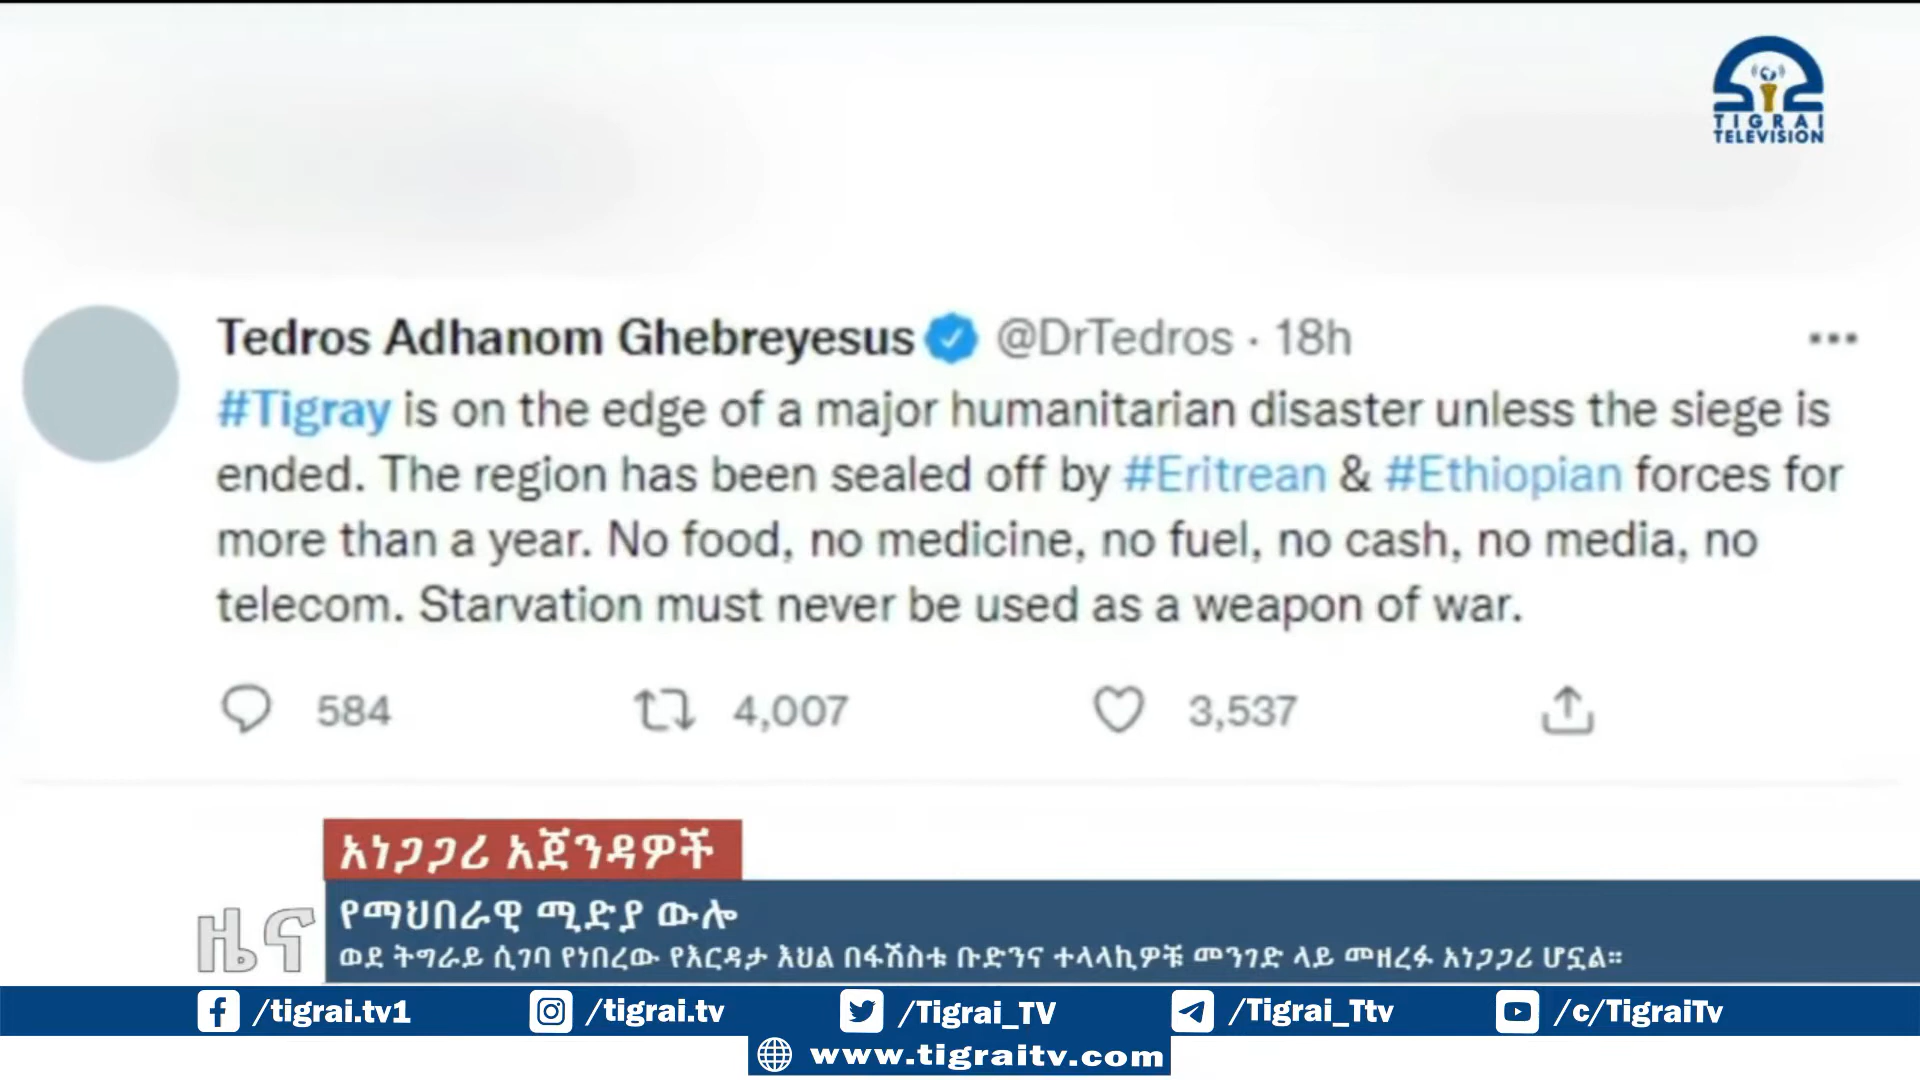 TIGRAI
TELEVISION
Tedros Adhanom Ghebreyesus @DrTedros · 18h
#Tigray is on the edge of a major humanitarian disaster unless the siege is
ended. The region has been sealed off by #Eritrean & #Ethiopian forces for
more than a year. No food, no medicine, no fuel, no cash, no media, no
telecom. Starvation must never be used as a weapon of war.
584 4,007 3,537
አነጋጋሪ አጀንዳዎች
ዜና
የማህበራዊ ሚድያ ውሎ
ወደ ትግራይ ሲገባ የነበረው የእርዳታ እህል በፋሽስቱ ቡድንና ተላላኪዎቹ መንገድ ላይ መዘረፉ አነጋጋሪ ሆኗል።
/tigrai.tv1 /tigrai.tv /Tigrai_TV /Tigrai_Ttv /c/TigraiTv
www.tigraitv.com